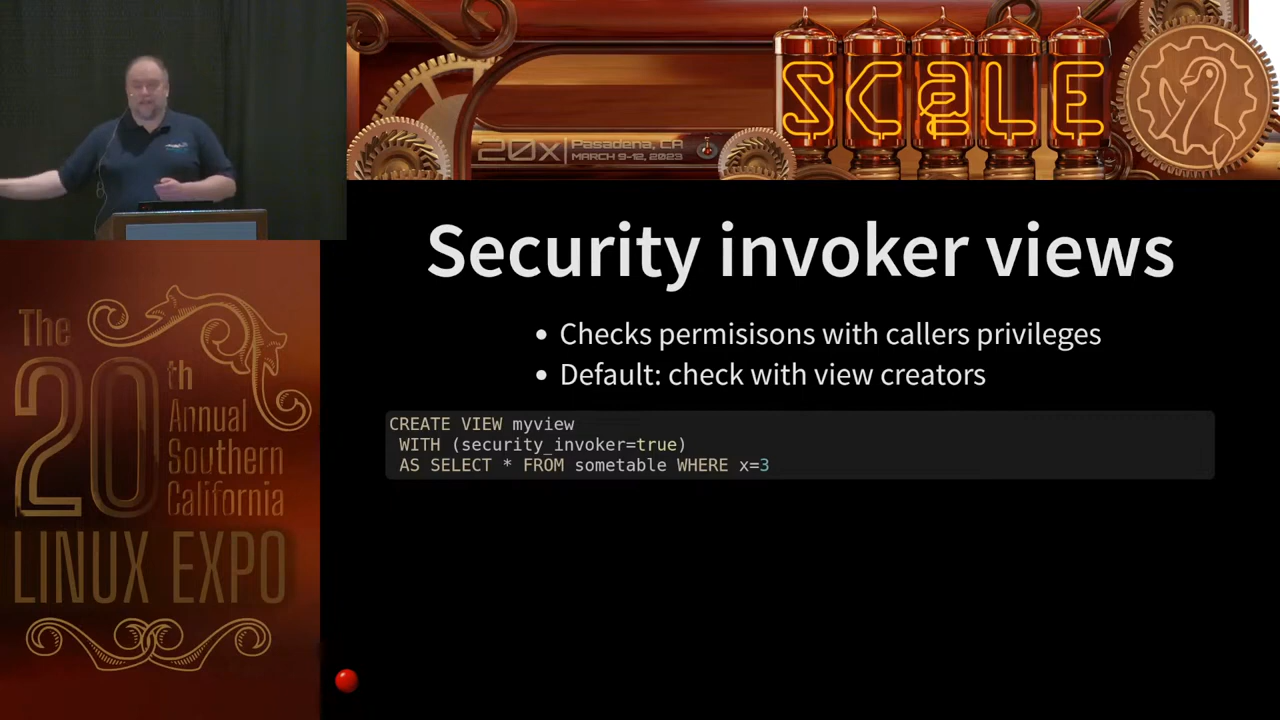 SCaLE
20x
Pasadena, CA
MARCH 9-12, 2023
The
20th
Annual
Southern
California
LINUX EXPO
Security invoker views
• Checks permisisons with callers privileges
• Default: check with view creators
CREATE VIEW myview
WITH (security_invoker=true)
AS SELECT * FROM sometable WHERE x=3